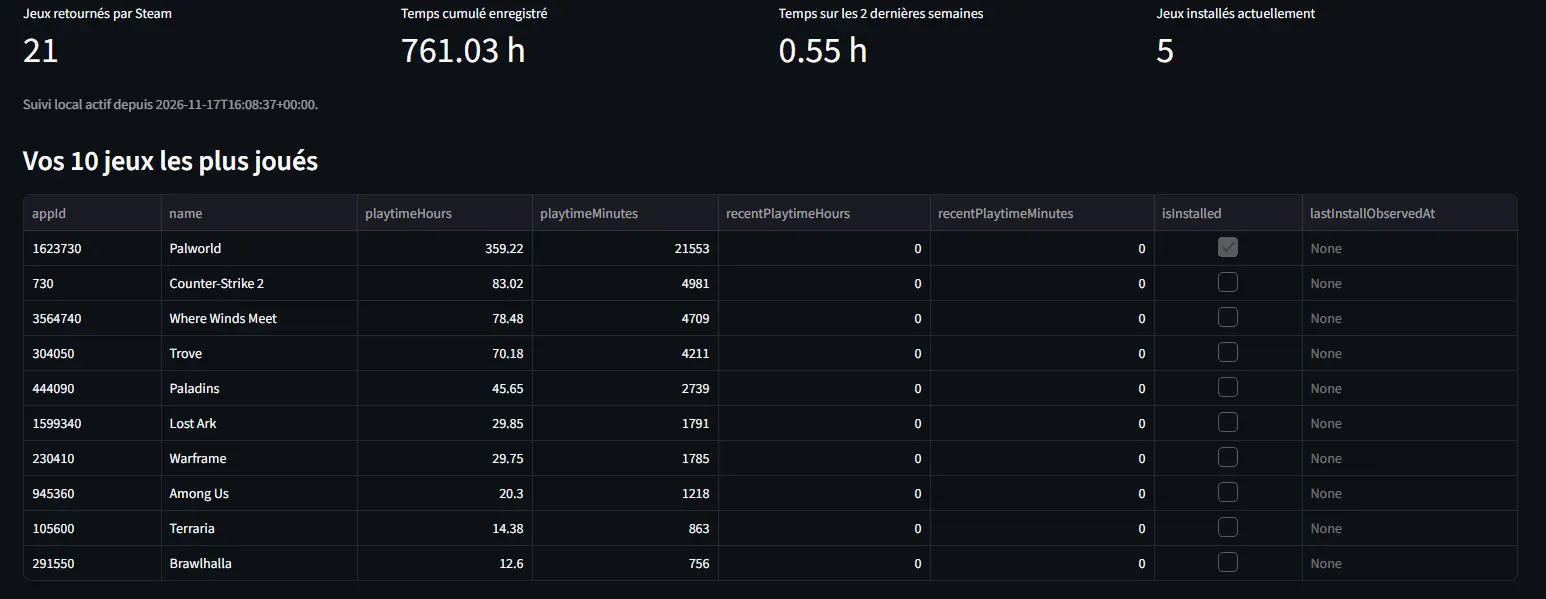 Jeux retournés par Steam Temps cumulé enregistré Temps sur les 2 dernières semaines Jeux installés actuellement
21 761.03 h 0.55 h 5
Suivi local actif depuis 2026-11-17T16:08:37+00:00.
Vos 10 jeux les plus joués
appId name playtimeHours playtimeMinutes recentPlaytimeHours recentPlaytimeMinutes isInstalled lastInstallObservedAt
1623730 Palworld 359.22 21553 0 0 None
730 Counter-Strike 2 83.02 4981 0 0 None
3564740 Where Winds Meet 78.48 4709 0 0 None
304050 Trove 70.18 4211 0 0 None
444090 Paladins 45.65 2739 0 0 None
1599340 Lost Ark 29.85 1791 0 0 None
230410 Warframe 29.75 1785 0 0 None
945360 Among Us 20.3 1218 0 0 None
105600 Terraria 14.38 863 0 0 None
291550 Brawlhalla 12.6 756 0 0 None